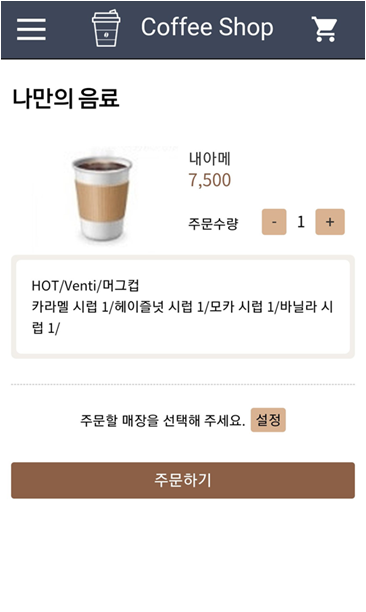 Coffee Shop
나만의 음료
내아메
7,500
주문수량 - 1 +
HOT/Venti/머그컵
카라멜 시럽 1/헤이즐넛 시럽 1/모카 시럽 1/바닐라 시
럽 1/
주문할 매장을 선택해 주세요. 설정
주문하기